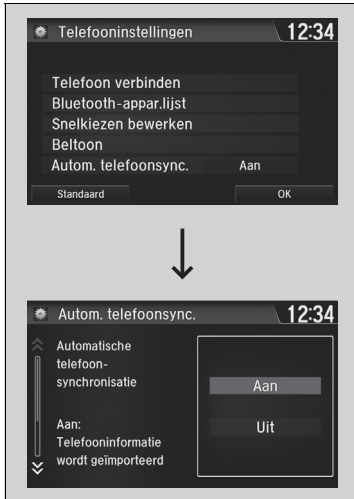 Telefooninstellingen 12:34
Telefoon verbinden
Bluetooth-appar.lijst
Snelkiezen bewerken
Beltoon
Autom. telefoonsync. Aan
Standaard OK
Autom. telefoonsync. 12:34
Automatische
telefoon-
synchronisatie
Aan:
Telefooninformatie
wordt geïmporteerd
Aan
Uit